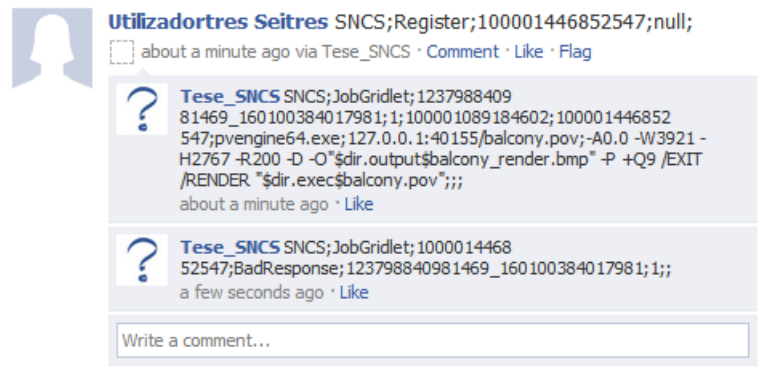 Utilizadortres Seitres SNCS;Register;100001446852547;null;
about a minute ago via Tese_SNCS · Comment · Like · Flag
Tese_SNCS SNCS;JobGridlet;1237988409
81469_160100384017981;1;100001089184602;100001446852
547;pvengine64.exe;127.0.0.1:40155/balcony.pov;-A0.0 -W3921 -
H2767 -R200 -D -O"$dir.output$balcony_render.bmp" -P +Q9 /EXIT
/RENDER "$dir.exec$balcony.pov";;;
about a minute ago · Like
Tese_SNCS SNCS;JobGridlet;1000014468
52547;BadResponse;123798840981469_160100384017981;1;;
a few seconds ago · Like
Write a comment...